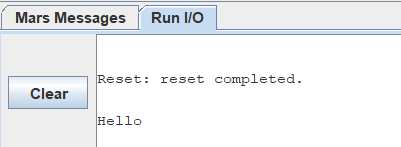 Mars Messages Run I/O
Reset: reset completed.
Clear
Hello